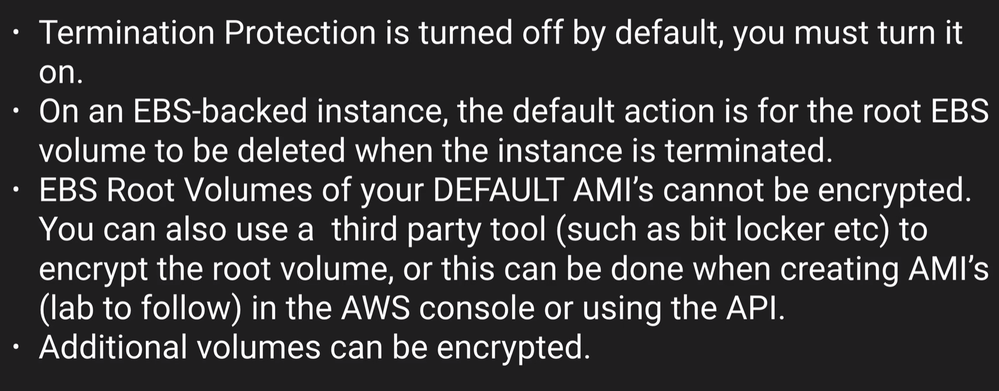 • Termination Protection is turned off by default, you must turn it
on.
• On an EBS-backed instance, the default action is for the root EBS
volume to be deleted when the instance is terminated.
• EBS Root Volumes of your DEFAULT AMI’s cannot be encrypted.
You can also use a  third party tool (such as bit locker etc) to
encrypt the root volume, or this can be done when creating AMI’s
(lab to follow) in the AWS console or using the API.
• Additional volumes can be encrypted.